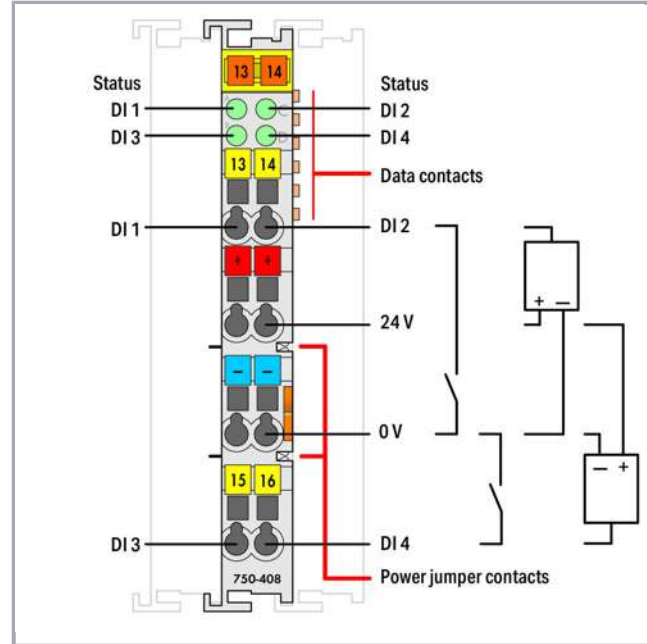 13 14
Status Status
DI 1 DI 2
DI 3 DI 4
13 14
Data contacts
DI 1 DI 2
+ +
+ −
24 V
− −
0 V
− +
15 16
DI 3 DI 4
750-408
Power jumper contacts